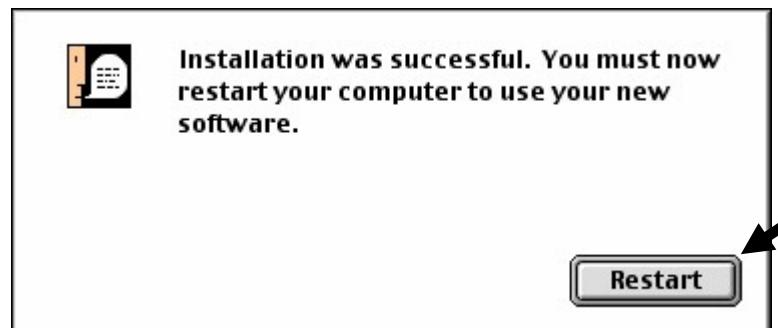 Installation was successful.  You must now
restart your computer to use your new
software.
Restart